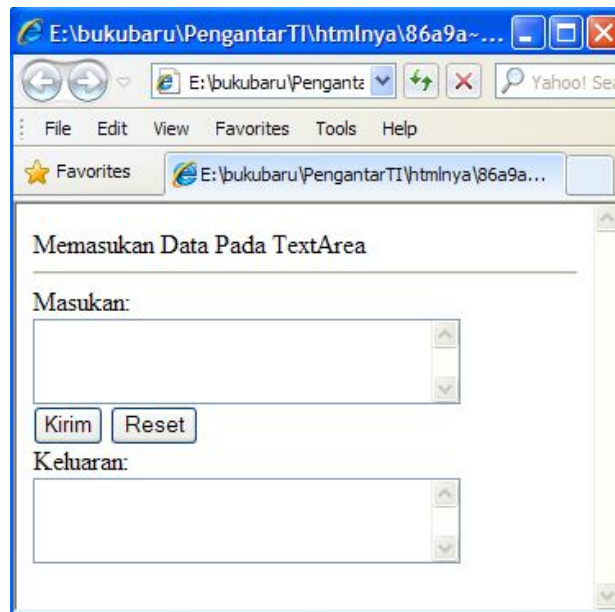 E:\bukubaru\PengantarTI\htmlnya\86a9a~...
E:\bukubaru\Penganta
Yahoo! Sea
File Edit View Favorites Tools Help
Favorites
E:\bukubaru\PengantarTI\htmlnya\86a9a...
Memasukan Data Pada TextArea
Masukan:
Kirim Reset
Keluaran: